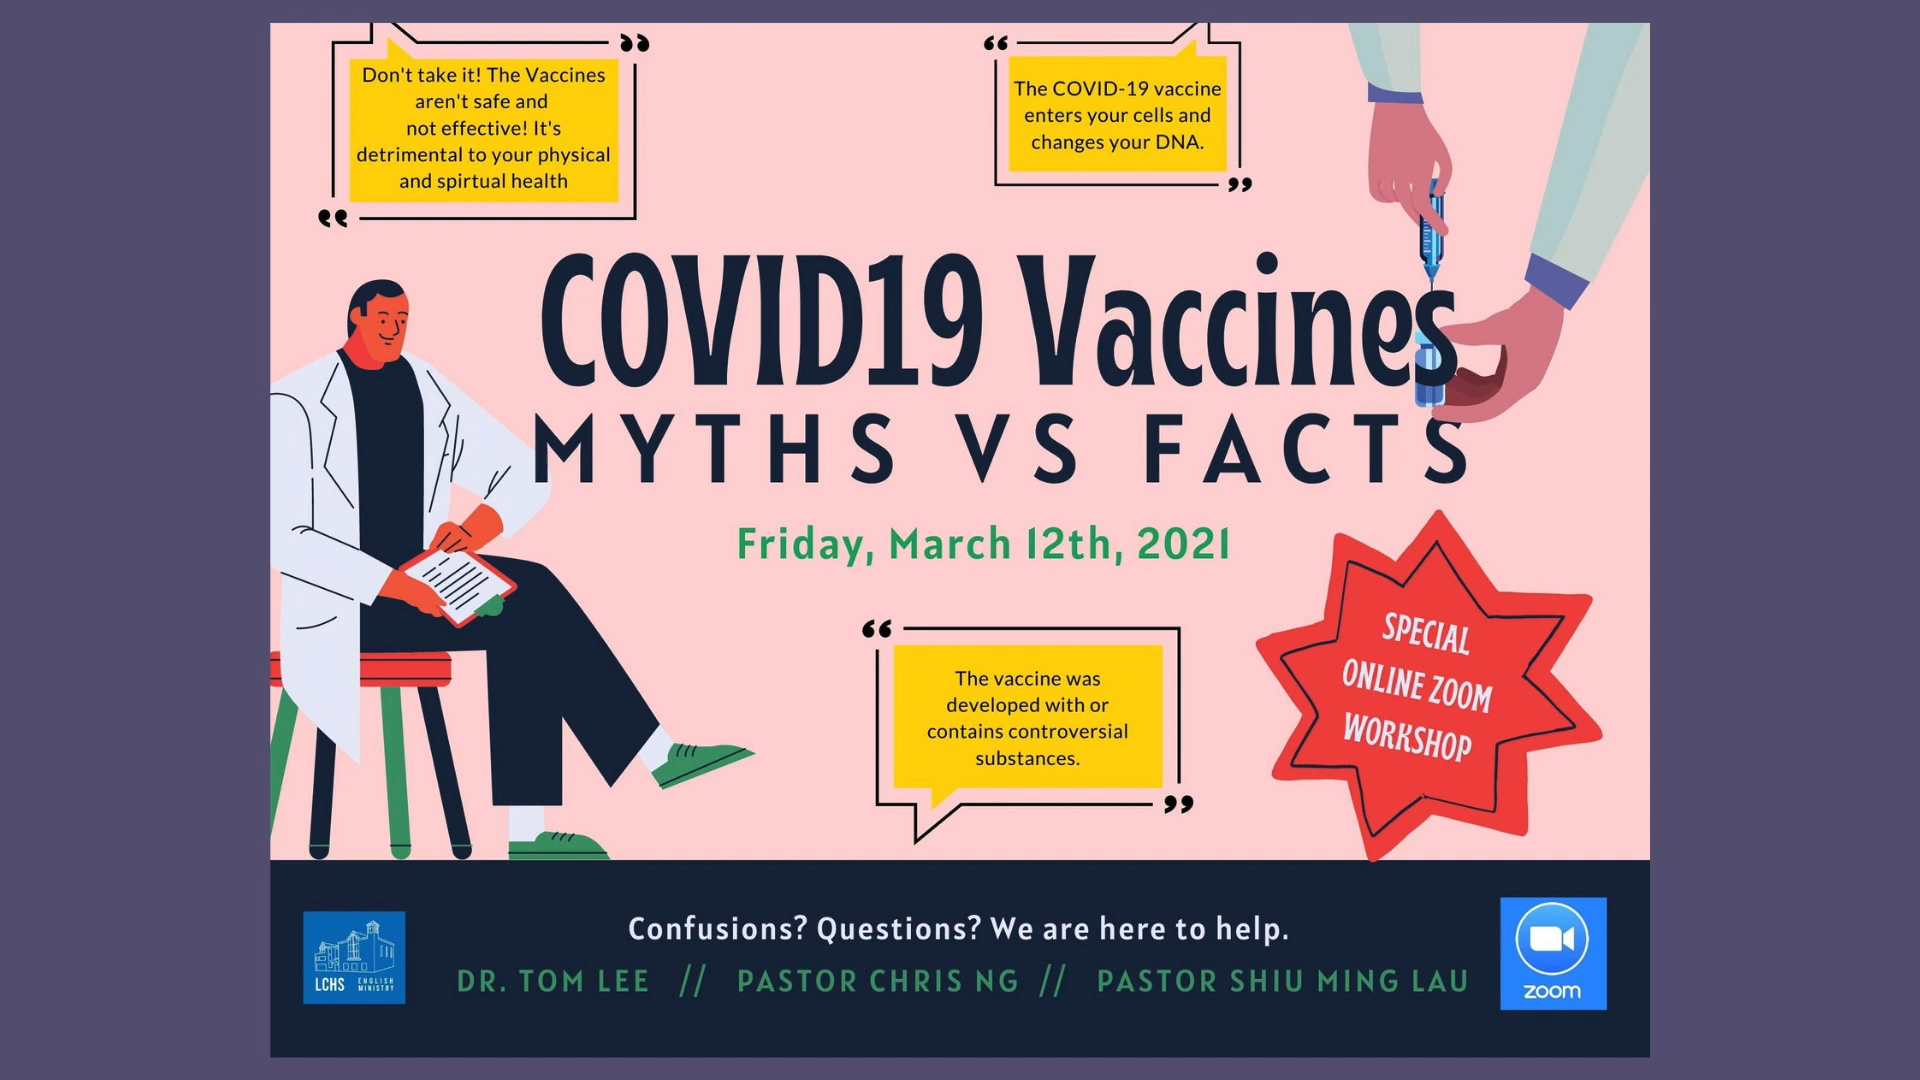 Don't take it! The Vaccines
aren't safe and
not effective! It's
detrimental to your physical
and spirtual health
The COVID-19 vaccine
enters your cells and
changes your DNA.
COVID19 Vaccines
MYTHS VS FACTS
Friday, March 12th, 2021
The vaccine was
developed with or
contains controversial
substances.
SPECIAL
ONLINE ZOOM
WORKSHOP
Confusions? Questions? We are here to help.
DR. TOM LEE // PASTOR CHRIS NG // PASTOR SHIU MING LAU
LCHS ENGLISH
MINISTRY
zoom